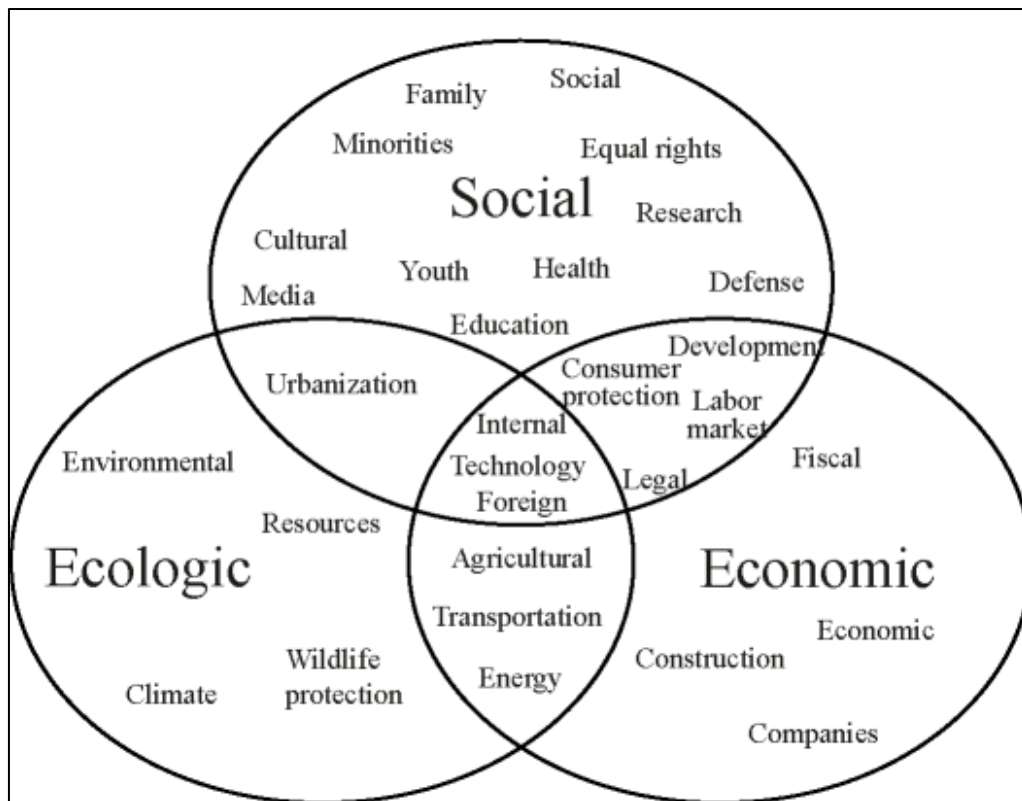 Social
Family
Minorities
Equal rights
Social
Research
Cultural
Youth
Health
Media
Defense
Education
Development
Urbanization
Consumer
protection
Labor
market
Internal
Environmental
Technology
Fiscal
Legal
Foreign
Resources
Ecologic
Agricultural
Economic
Transportation
Economic
Wildlife
protection
Construction
Climate
Energy
Companies